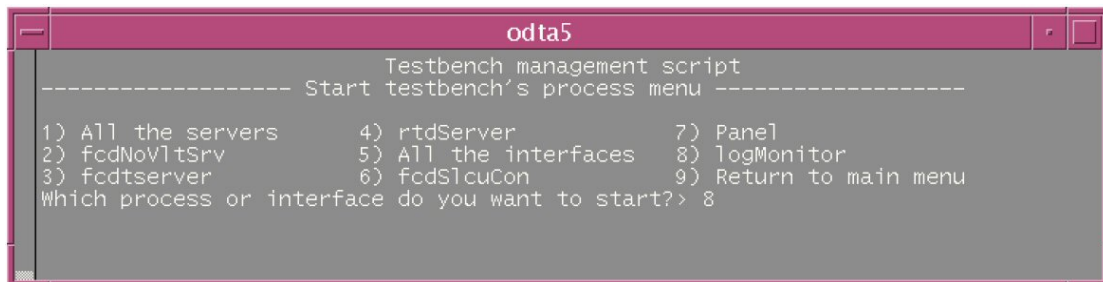 odta5
Testbench management script
------------------ Start testbench's process menu ------------------
1) All the servers 4) rtdServer 7) Panel
2) fcdNoVltSrv 5) All the interfaces 8) logMonitor
3) fcdtserver 6) fcdSlcuCon 9) Return to main menu
Which process or interface do you want to start?> 8